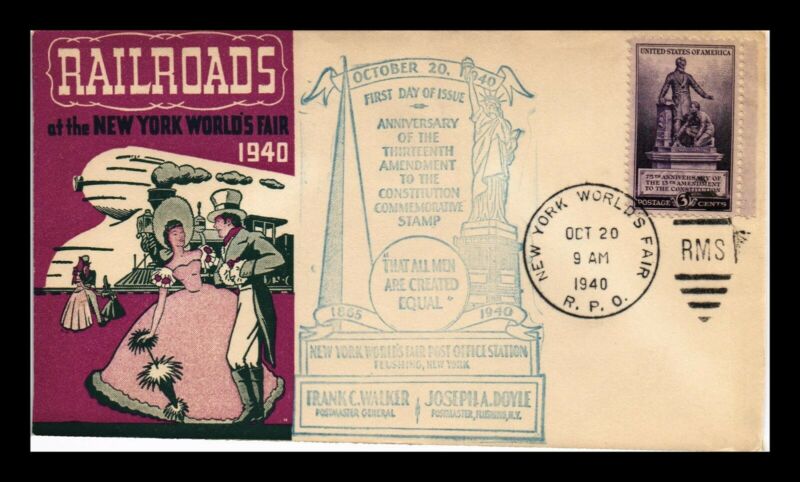 RAILROADS
at the NEW YORK WORLD'S FAIR
1940
OCTOBER 20, 1940
FIRST DAY OF ISSUE
ANNIVERSARY
OF THE
THIRTEENTH
AMENDMENT
TO THE
CONSTITUTION
COMMEMORATIVE
STAMP
"THAT ALL MEN
ARE CREATED
EQUAL"
1865
1940
NEW YORK WORLD'S FAIR POST OFFICE STATION
FLUSHING, NEW YORK
FRANK C. WALKER
POSTMASTER GENERAL
JOSEPH A. DOYLE
POSTMASTER, FLUSHING, N.Y.
UNITED STATES OF AMERICA
75TH ANNIVERSARY OF
THE 13TH AMENDMENT
TO THE CONSTITUTION
POSTAGE 3 CENTS
NEW YORK WORLD'S FAIR
OCT 20
9 AM
1940
R. P. O.
RMS